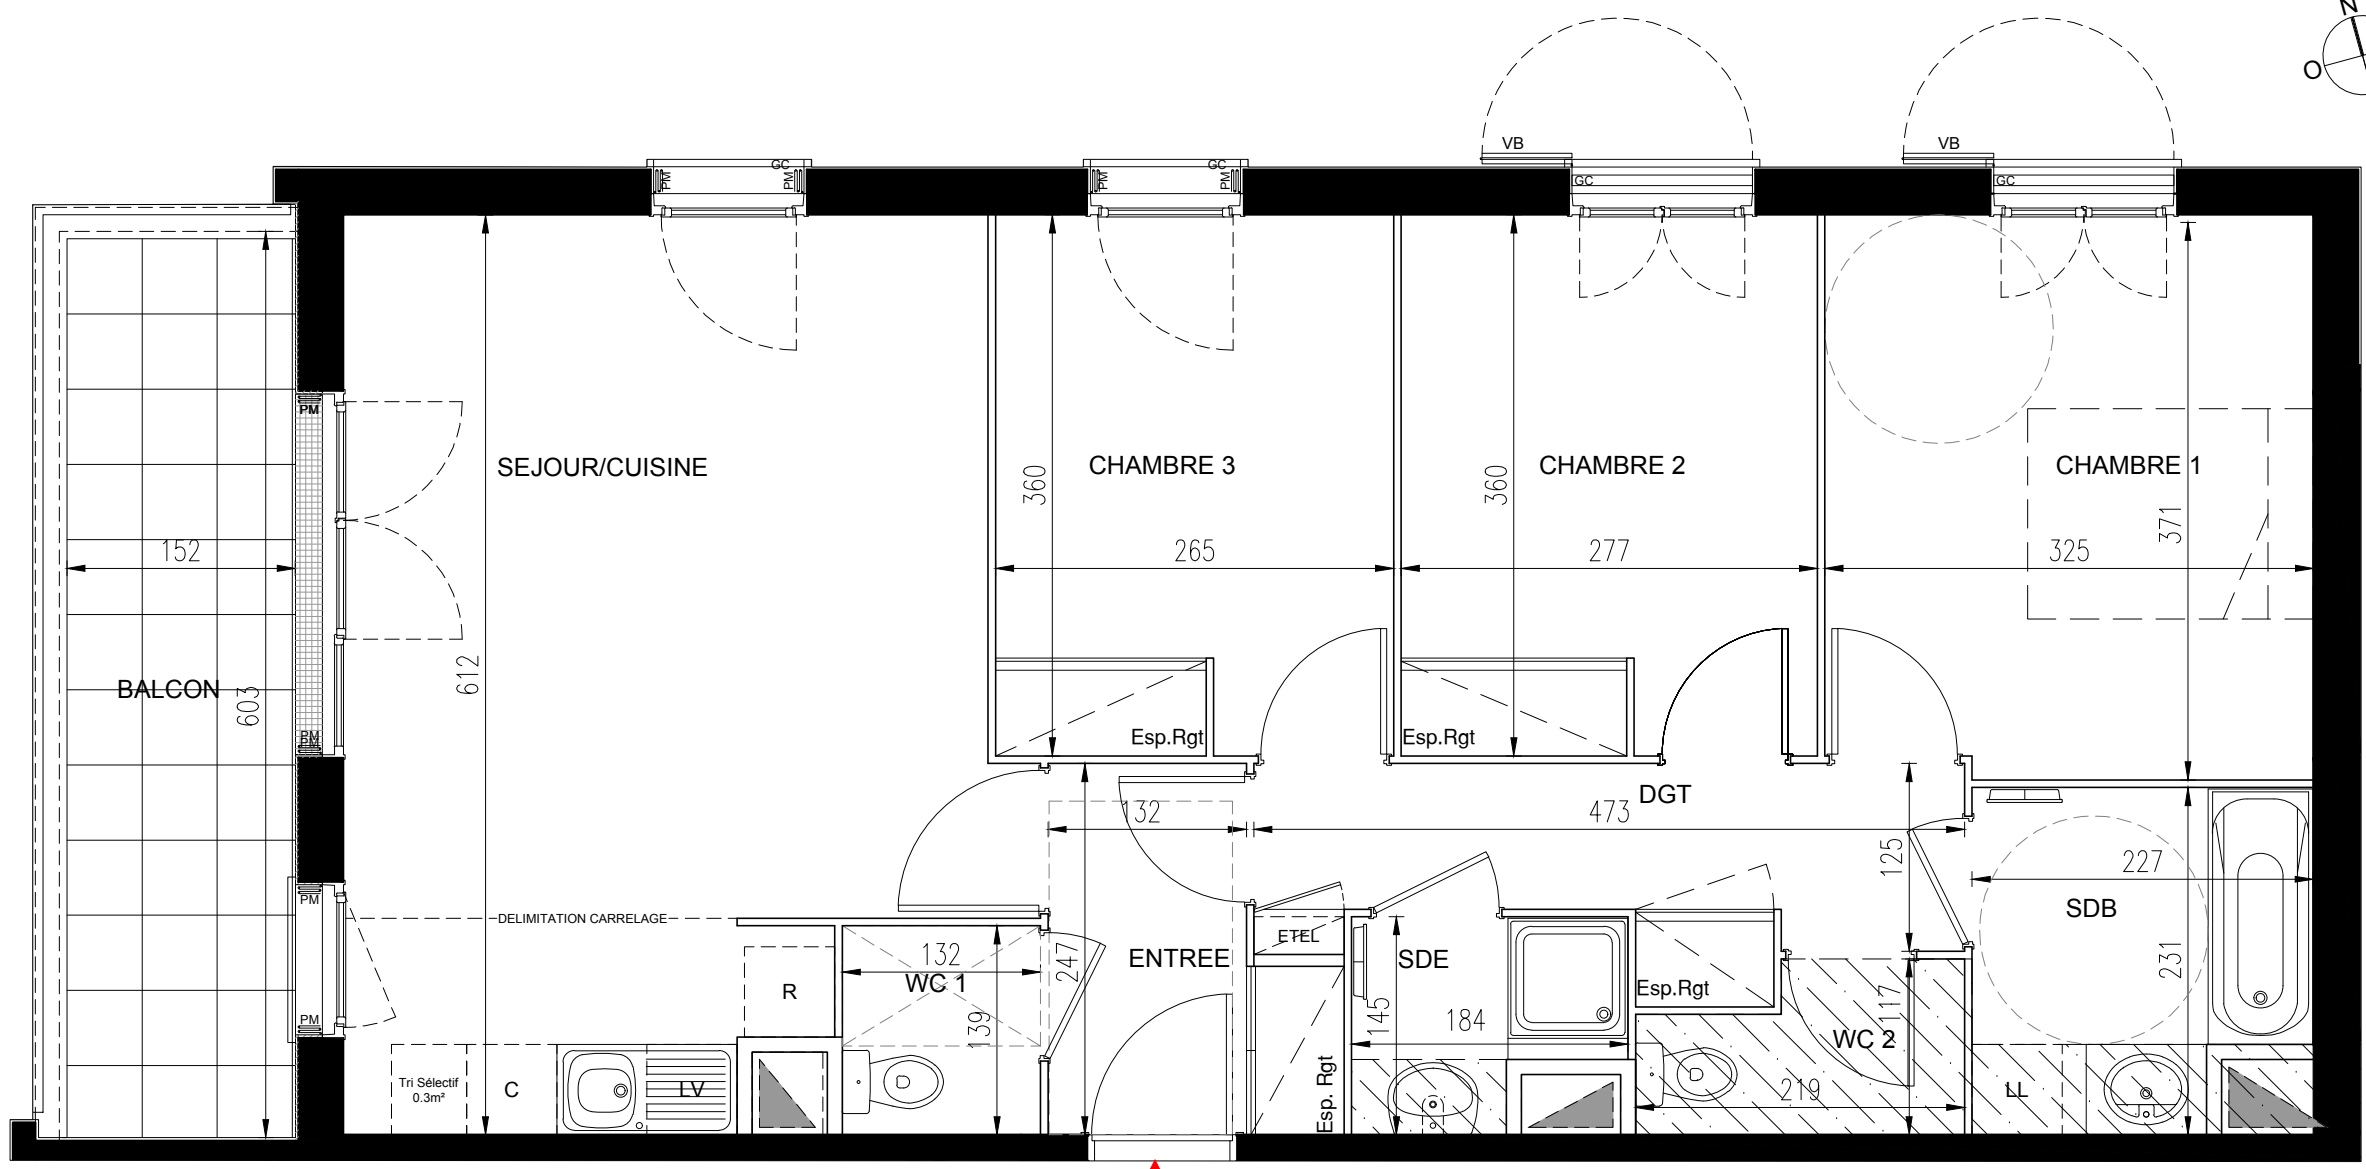 N
O
VB
VB
GC
GC
GC
GC
PM
PM
PM
PM
PM
SEJOUR/CUISINE
CHAMBRE 3
CHAMBRE 2
CHAMBRE 1
360
360
371
152
265
277
325
612
BALCON
603
PM
PM
Esp.Rgt
Esp.Rgt
DGT
132
473
125
227
PM
DELIMITATION CARRELAGE
SDB
ETEL
132
247
ENTREE
SDE
231
WC 1
R
Esp.Rgt
117
PM
139
145
184
WC 2
Tri Sélectif
0.3m²
C
LV
Esp. Rgt
219
LL